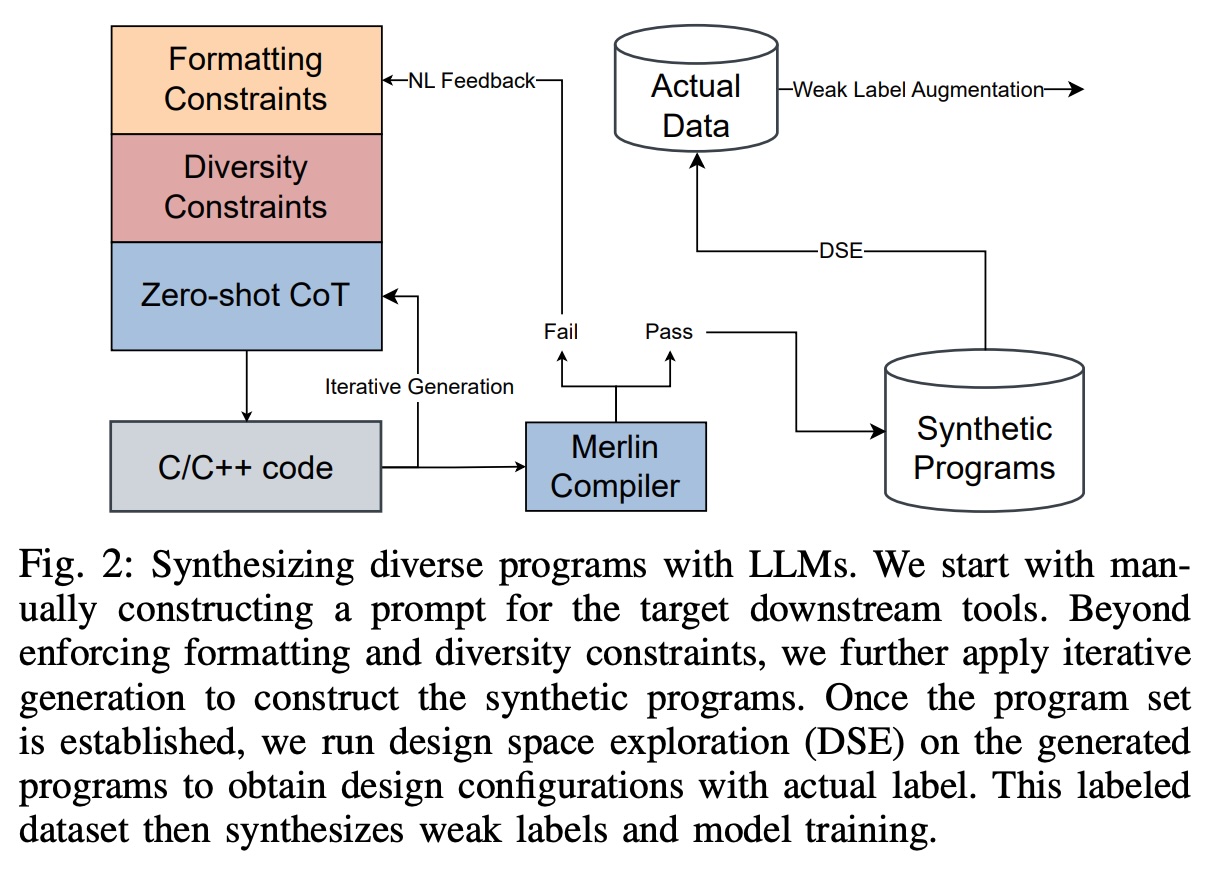 Formatting
Constraints
Diversity
Constraints
Zero-shot CoT
C/C++ code
Iterative Generation
NL Feedback
Fail
Pass
Merlin
Compiler
Actual
Data
Weak Label Augmentation
DSE
Synthetic
Programs
Fig. 2: Synthesizing diverse programs with LLMs. We start with man-
ually constructing a prompt for the target downstream tools. Beyond
enforcing formatting and diversity constraints, we further apply iterative
generation to construct the synthetic programs. Once the program set
is established, we run design space exploration (DSE) on the generated
programs to obtain design configurations with actual label. This labeled
dataset then synthesizes weak labels and model training.